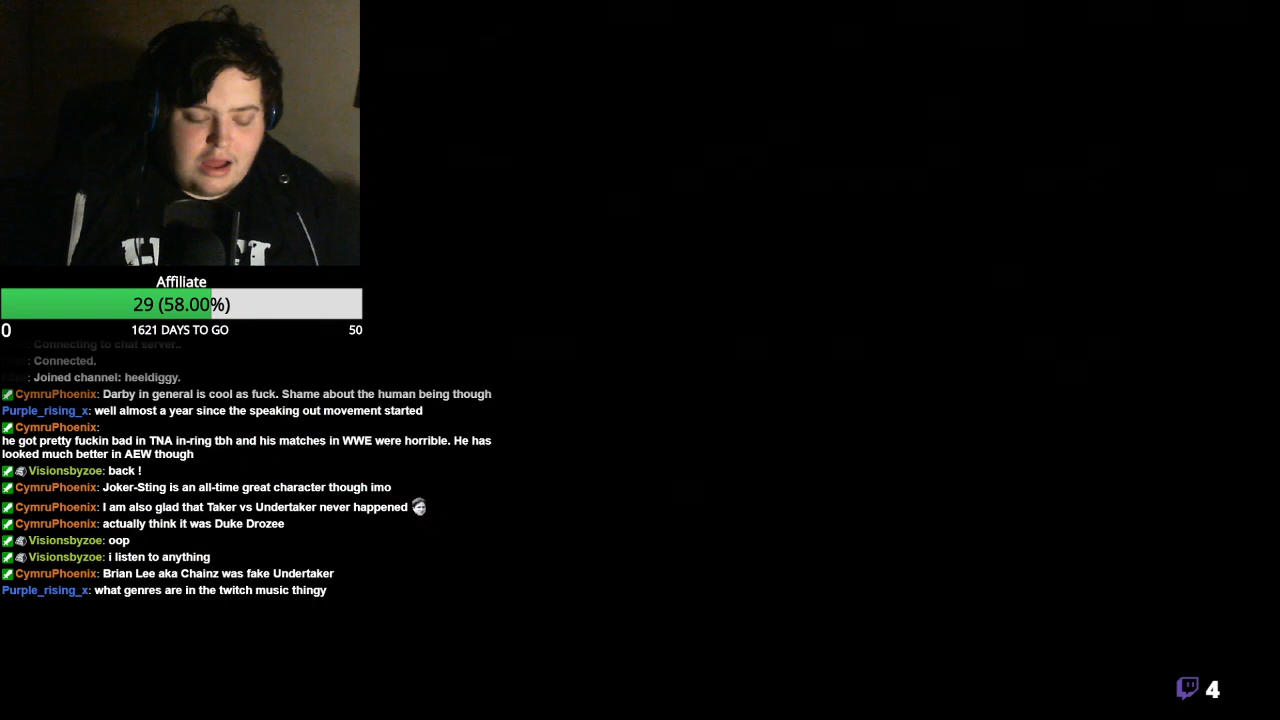 Affiliate
29 (58.00%)
0 1621 DAYS TO GO 50
: Connecting to chat server..
: Connected.
: Joined channel: heeldiggy.
CymruPhoenix: Darby in general is cool as fuck. Shame about the human being though
Purple_rising_x: well almost a year since the speaking out movement started
CymruPhoenix:
he got pretty fuckin bad in TNA in-ring tbh and his matches in WWE were horrible. He has
looked much better in AEW though
Visionsbyzoe: back !
CymruPhoenix: Joker-Sting is an all-time great character though imo
CymruPhoenix: I am also glad that Taker vs Undertaker never happened
CymruPhoenix: actually think it was Duke Drozee
Visionsbyzoe: oop
Visionsbyzoe: i listen to anything
CymruPhoenix: Brian Lee aka Chainz was fake Undertaker
Purple_rising_x: what genres are in the twitch music thingy
4